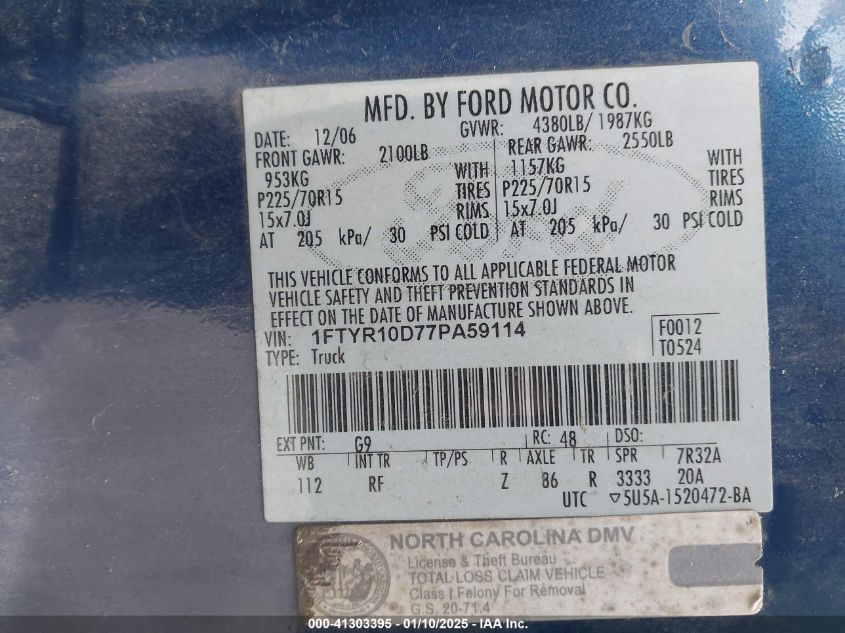 MFD. BY FORD MOTOR CO.
DATE: 12/06 GVWR: 4380LB/ 1987KG
FRONT GAWR: 2100LB REAR GAWR: 2550LB
953KG WITH 1157KG WITH
P225/70R15 TIRES P225/70R15 TIRES
15x7.0J RIMS 15x7.0J RIMS
AT 205 kPa/ 30 PSI COLD AT 205 kPa/ 30 PSI COLD
THIS VEHICLE CONFORMS TO ALL APPLICABLE FEDERAL MOTOR
VEHICLE SAFETY AND THEFT PREVENTION STANDARDS IN
EFFECT ON THE DATE OF MANUFACTURE SHOWN ABOVE.
VIN: 1FTYR10D77PA59114 F0012
TYPE: Truck T0524
EXT PNT: G9 RC: 48 DSO:
WB INT TR TP/PS R AXLE TR SPR 7R32A
112 RF Z 86 R 3333 20A
UTC ▽5U5A-1520472-BA
NORTH CAROLINA DMV
License & Theft Bureau
TOTAL LOSS CLAIM VEHICLE
Class I Felony For Removal
G.S. 20-71.4
000-41303395 - 01/10/2025 - IAA, Inc.